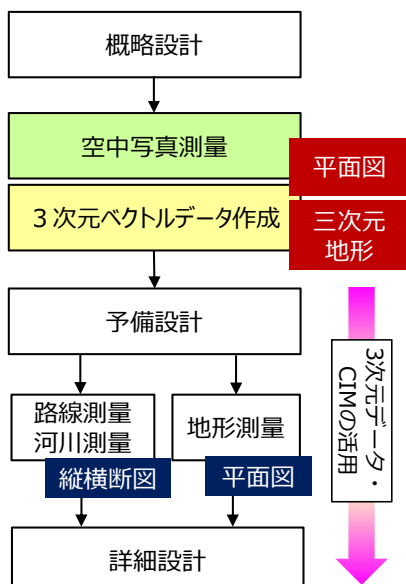 概略設計
空中写真測量
平面図
３次元ベクトルデータ作成
三次元
地形
予備設計
3次元データ・
CIMの活用
路線測量
河川測量
地形測量
縦横断図
平面図
詳細設計